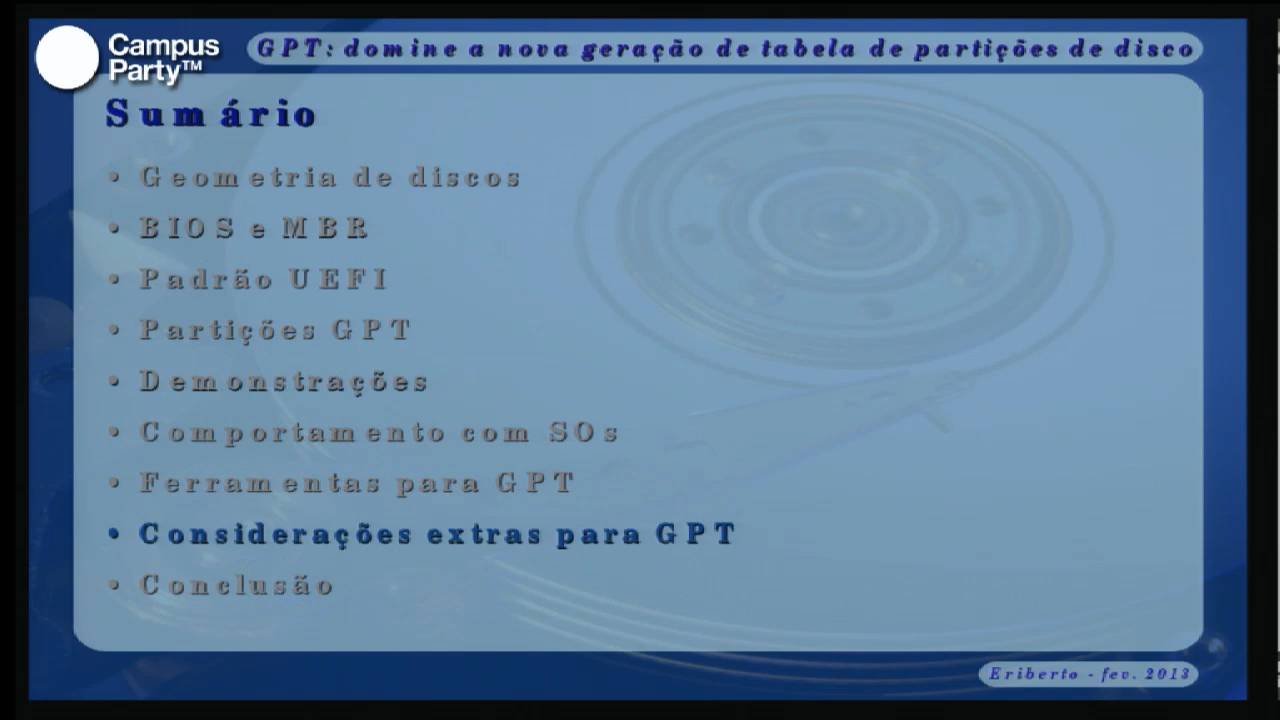 Campus
Party™
GPT: domine a nova geração de tabela de partições de disco
Sumário
• Geometria de discos
• BIOS e MBR
• Padrão UEFI
• Partições GPT
• Demonstrações
• Comportamento com SOs
• Ferramentas para GPT
• Considerações extras para GPT
• Conclusão
Eriberto - fev. 2013